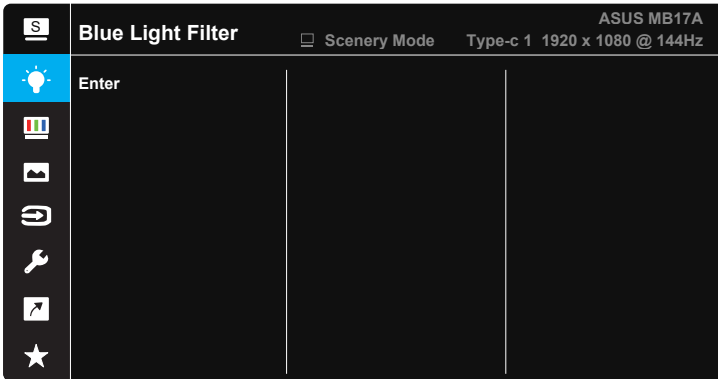 S
Blue Light Filter
ASUS MB17A
Scenery Mode Type-c 1 1920 x 1080 @ 144Hz
Enter